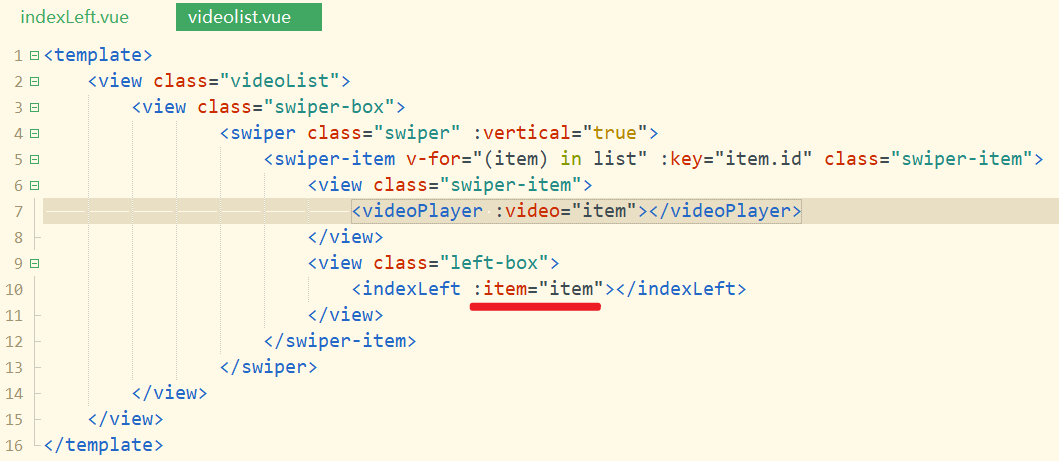 indexLeft.vue videolist.vue
1 <template>
2 <view class="videoList">
3 <view class="swiper-box">
4 <swiper class="swiper" :vertical="true">
5 <swiper-item v-for="(item) in list" :key="item.id" class="swiper-item">
6 <view class="swiper-item">
7 <videoPlayer :video="item"></videoPlayer>
8 </view>
9 <view class="left-box">
10 <indexLeft :item="item"></indexLeft>
11 </view>
12 </swiper-item>
13 </swiper>
14 </view>
15 </view>
16 </template>